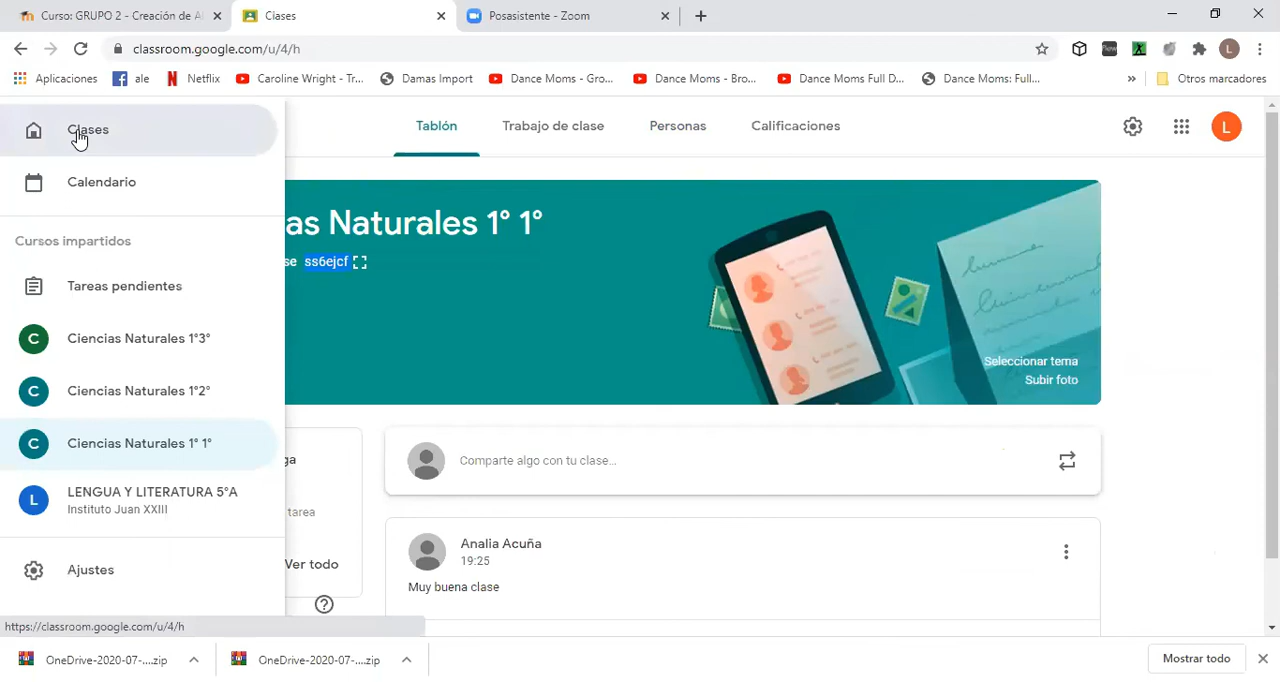 Curso: GRUPO 2 - Creación de A
Clases
Posasistente - Zoom
classroom.google.com/u/4/h
L
Aplicaciones
ale
Netflix
Caroline Wright - Tr...
Damas Import
Dance Moms - Gro...
Dance Moms - Bro...
Dance Moms Full D...
Dance Moms: Full...
»
Otros marcadores
Clases
Tablón
Trabajo de clase
Personas
Calificaciones
L
Calendario
Cursos impartidos
Tareas pendientes
C Ciencias Naturales 1°3°
C Ciencias Naturales 1°2°
C Ciencias Naturales 1° 1°
L LENGUA Y LITERATURA 5°A
Instituto Juan XXIII
Ajustes
as Naturales 1° 1°
se ss6ejcf
Seleccionar tema
Subir foto
ga
tarea
Ver todo
Comparte algo con tu clase...
Analia Acuña
19:25
Muy buena clase
https://classroom.google.com/u/4/h
OneDrive-2020-07-....zip
OneDrive-2020-07-....zip
Mostrar todo